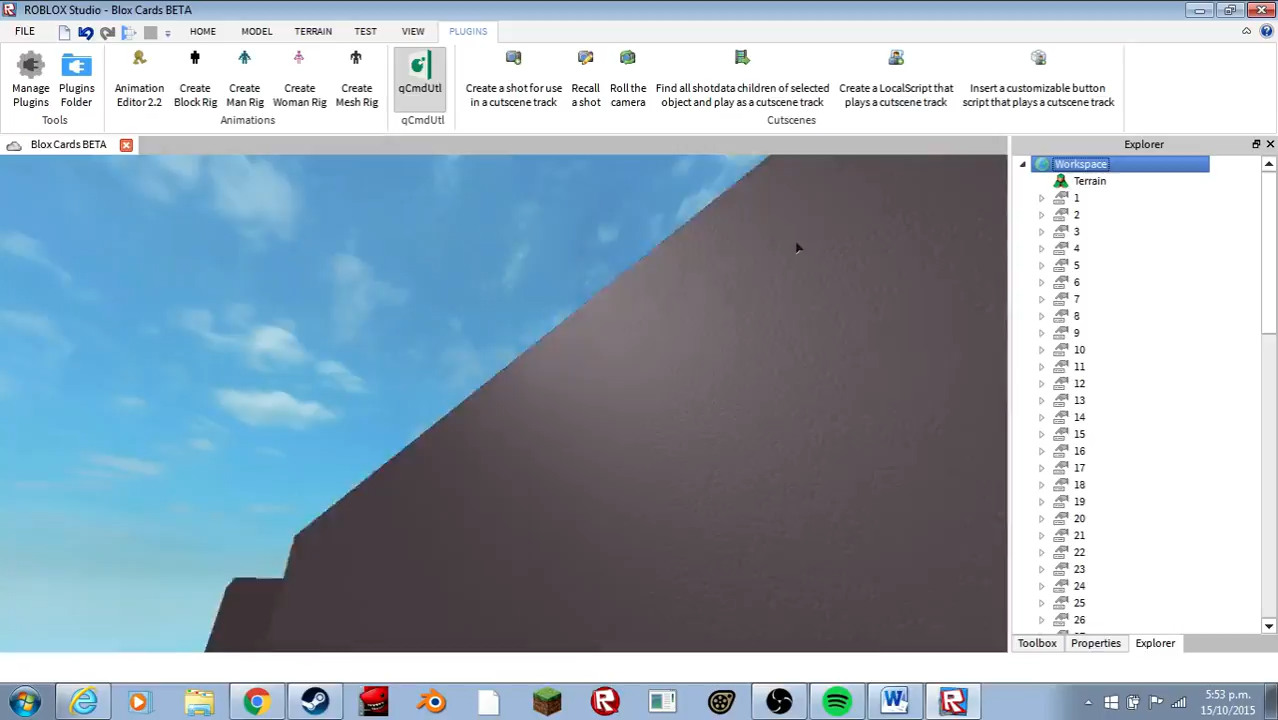 ROBLOX Studio - Blox Cards BETA
FILE
HOME
MODEL
TERRAIN
TEST
VIEW
PLUGINS
Manage Plugins
Plugins Folder
Tools
Animation Editor 2.2
Create Block Rig
Create Man Rig
Create Woman Rig
Create Mesh Rig
Animations
qCmdUtl
qCmdUtl
Create a shot for use in a cutscene track
Recall a shot
Roll the camera
Find all shotdata children of selected object and play as a cutscene track
Create a LocalScript that plays a cutscene track
Insert a customizable button script that plays a cutscene track
Cutscenes
Blox Cards BETA
Explorer
Workspace
Terrain
1
2
3
4
5
6
7
8
9
10
11
12
13
14
15
16
17
18
19
20
21
22
23
24
25
26
Toolbox
Properties
Explorer
5:53 p.m.
15/10/2015